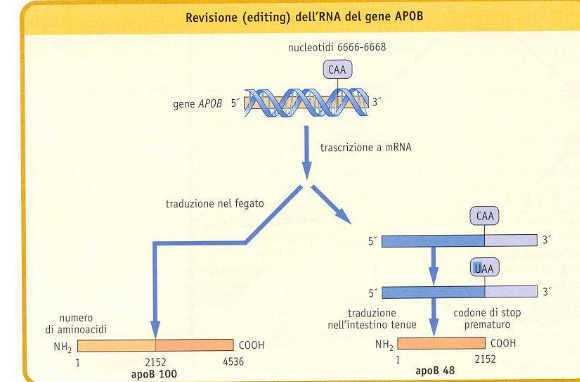 Revisione (editing) dell'RNA del gene APOB
nucleotidi 6666-6668
CAA
gene APOB 5´ 3´
trascrizione a mRNA
traduzione nel fegato
CAA
5´ 3´
UAA
5´ 3´
numero
di aminoacidi
traduzione
nell'intestino tenue
codone di stop
prematuro
NH2 COOH
1 2152 4536
apoB 100
NH2 COOH
1 2152
apoB 48